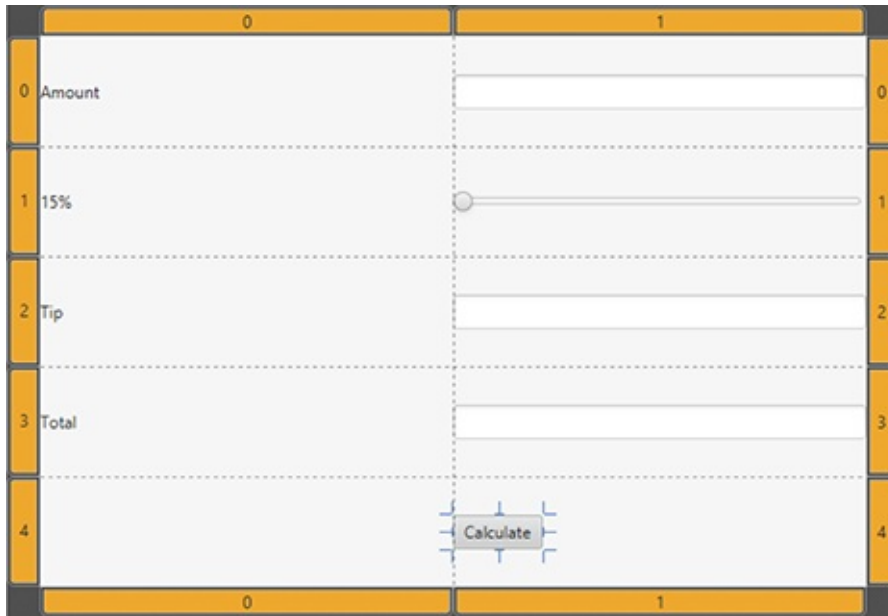 0 1
0 Amount 0
1 15% 1
2 Tip 2
3 Total 3
4 Calculate 4
0 1